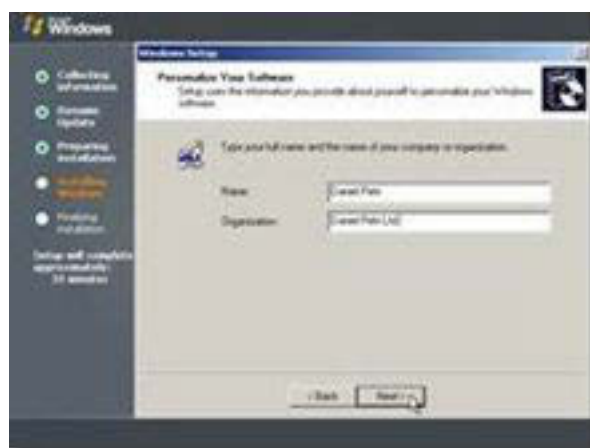 Windows
Collecting
information
Dynamic
Update
Preparing
installation
Installing
Windows
Finalizing
installation
Setup will complete
approximately:
minutes
Windows Setup
Personalize Your Software
Setup uses the information you provide about yourself to personalize your Windows
software.
Type your full name and the name of your company or organization.
Name:
Organization:
< Back
Next >